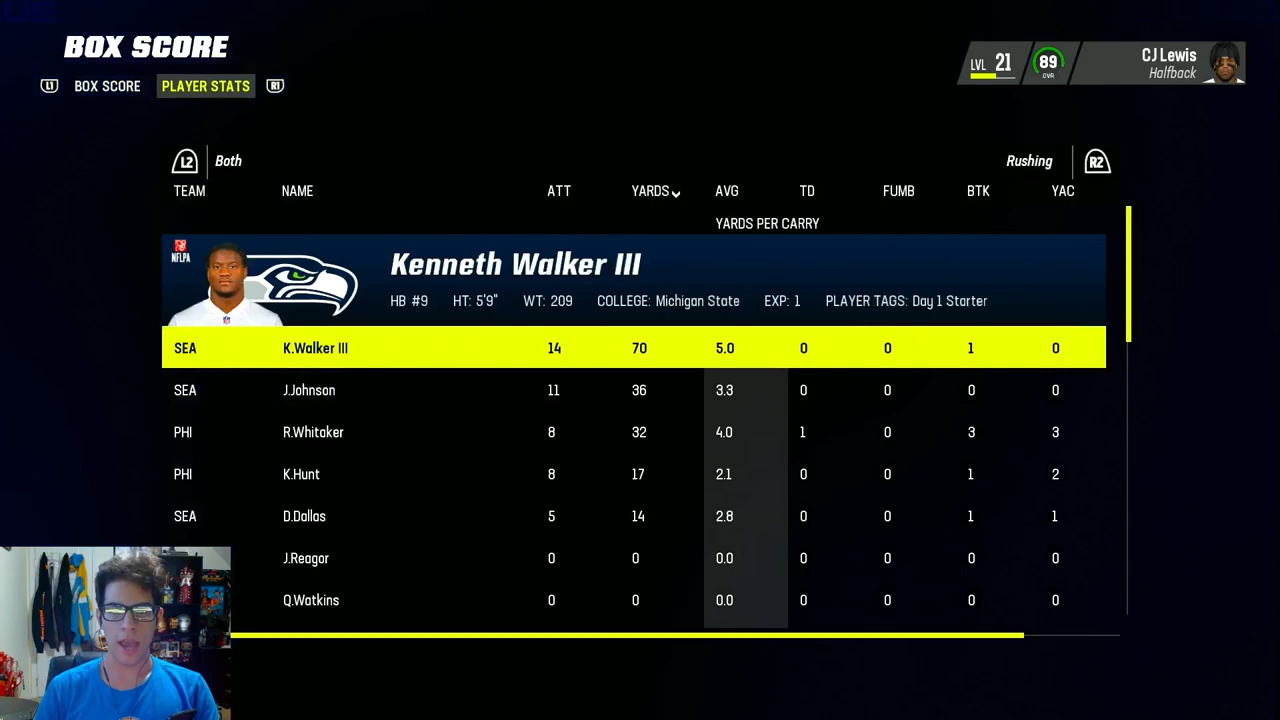 BOX SCORE
L1 BOX SCORE PLAYER STATS R1
LVL 21 89 OVR CJ Lewis
Halfback
L2 Both Rushing R2
TEAM NAME ATT YARDS AVG TD FUMB BTK YAC
YARDS PER CARRY
NFLPA
Kenneth Walker III
HB #9 HT: 5'9" WT: 209 COLLEGE: Michigan State EXP: 1 PLAYER TAGS: Day 1 Starter
SEA K.Walker III 14 70 5.0 0 0 1 0
SEA J.Johnson 11 36 3.3 0 0 0 0
PHI R.Whitaker 8 32 4.0 1 0 3 3
PHI K.Hunt 8 17 2.1 0 0 1 2
SEA D.Dallas 5 14 2.8 0 0 1 1
J.Reagor 0 0 0.0 0 0 0 0
Q.Watkins 0 0 0.0 0 0 0 0